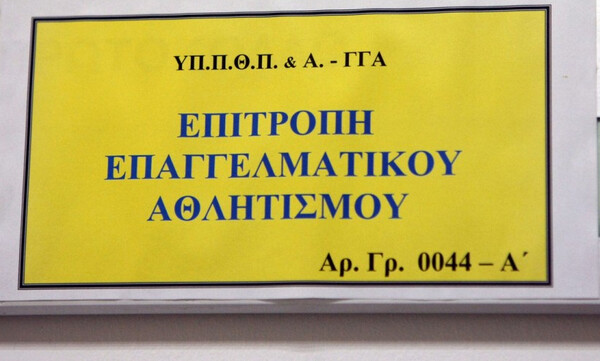 ΥΠ.Π.Θ.Π. & Α. - ΓΓΑ
ΕΠΙΤΡΟΠΗ
ΕΠΑΓΓΕΛΜΑΤΙΚΟΥ
ΑΘΛΗΤΙΣΜΟΥ
Αρ. Γρ. 0044 – Α΄